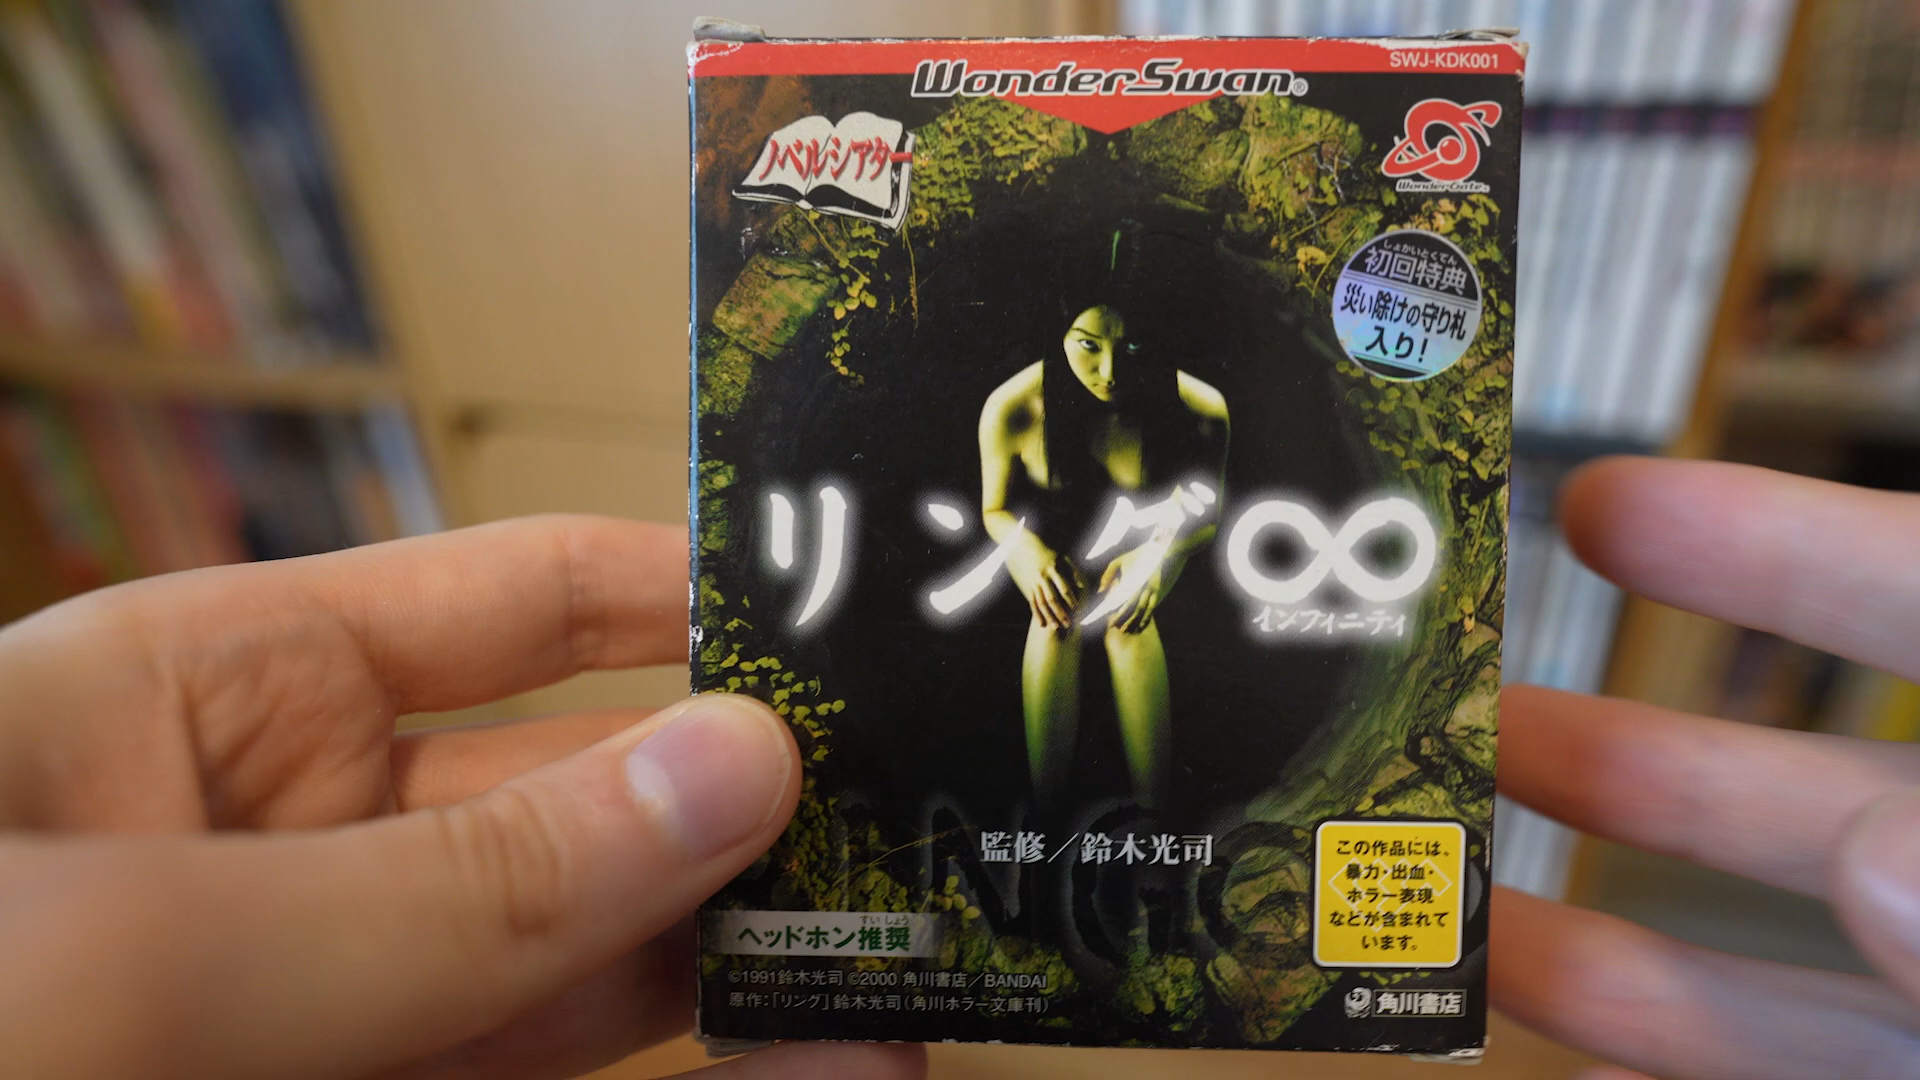 SWJ-KDK001
WonderSwan®
ノベルシアター
WonderGate
しょかいとくてん
初回特典
災い除けの守り札
入り!
リング∞
インフィニティ
監修/鈴木光司
すいしょう
ヘッドホン推奨
この作品には、
暴力・出血・
ホラー表現
などが含まれて
います。
©1991鈴木光司 ©2000 角川書店/BANDAI
原作:「リング」鈴木光司(角川ホラー文庫刊)
角川書店